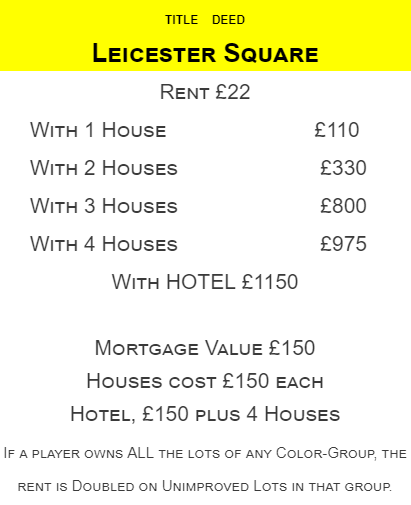 TITLE DEED
LEICESTER SQUARE
RENT £22
WITH 1 HOUSE £110
WITH 2 HOUSES £330
WITH 3 HOUSES £800
WITH 4 HOUSES £975
WITH HOTEL £1150
MORTGAGE VALUE £150
HOUSES COST £150 EACH
HOTEL, £150 PLUS 4 HOUSES
IF A PLAYER OWNS ALL THE LOTS OF ANY COLOR-GROUP, THE
RENT IS DOUBLED ON UNIMPROVED LOTS IN THAT GROUP.